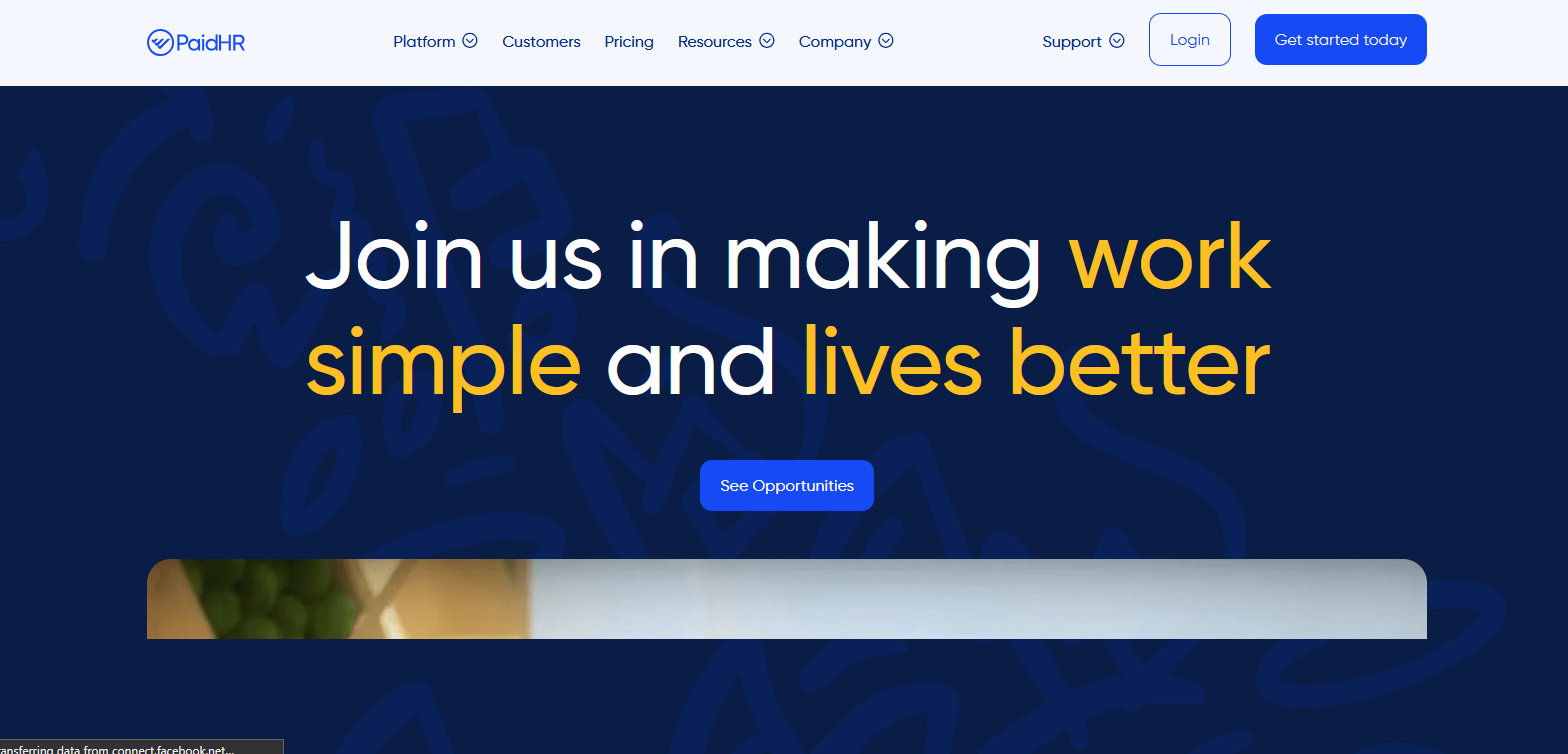 PaidHR
Platform
Customers
Pricing
Resources
Company
Support
Login
Get started today
Join us in making work
simple and lives better
See Opportunities
data from connect.facebook.net...